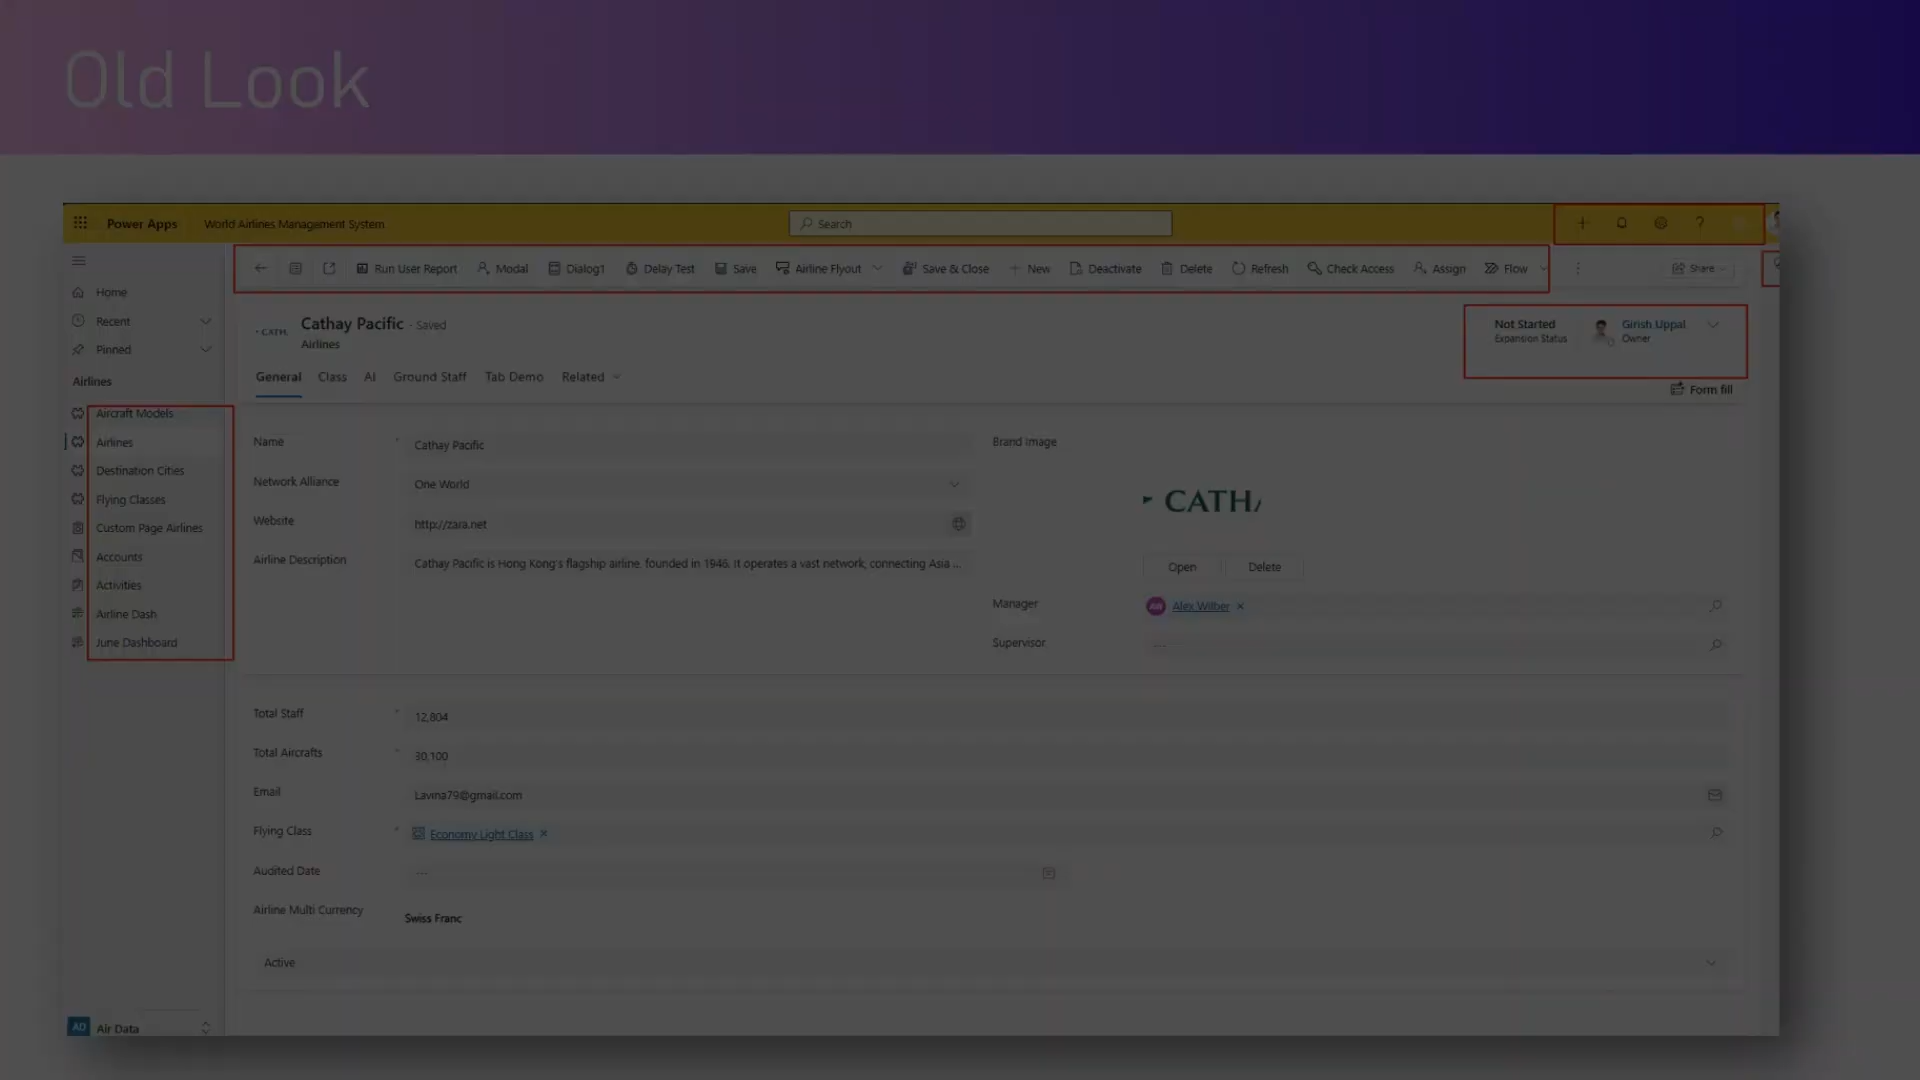 Old Look
Power Apps World Airlines Management System Search
Run User Report Modal Dialog1 Delay Test Save Airline Flyout Save & Close New Deactivate Delete Refresh Check Access Assign Flow Share
Home
Recent
Pinned
Airlines
Aircraft Models
Airlines
Destination Cities
Flying Classes
Custom Page Airlines
Accounts
Activities
Airline Dash
June Dashboard
AD Air Data
CATH.
Cathay Pacific - Saved
Airlines
Not Started
Expansion Status
Girish Uppal
Owner
General Class AI Ground Staff Tab Demo Related
Form fill
Name * Cathay Pacific
Network Alliance One World
Website http://zara.net
Airline Description Cathay Pacific is Hong Kong's flagship airline, founded in 1946. It operates a vast network, connecting Asia ...
Brand Image
CATHA
Open Delete
Manager AW Alex Wilber ×
Supervisor ---
Total Staff * 12,804
Total Aircrafts * 30,100
Email Lavina79@gmail.com
Flying Class * Economy Light Class ×
Audited Date ---
Airline Multi Currency Swiss Franc
Active